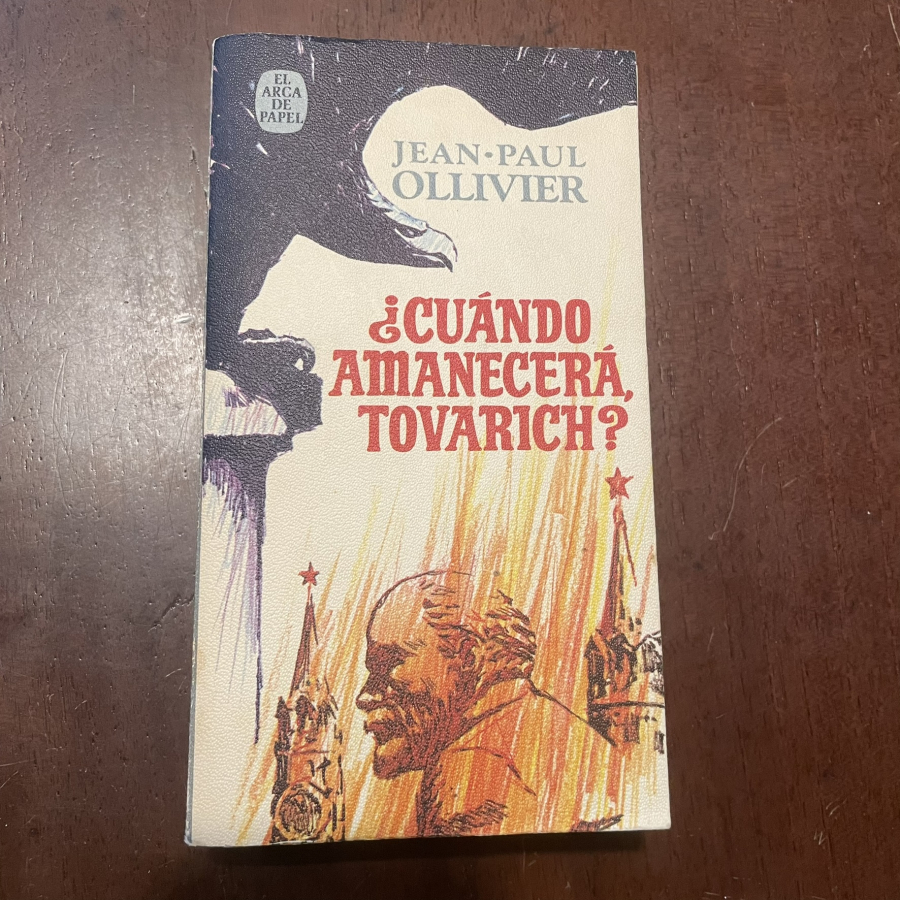 EL
ARCA
DE
PAPEL
JEAN-PAUL
OLLIVIER
¿CUÁNDO
AMANECERÁ,
TOVARICH?